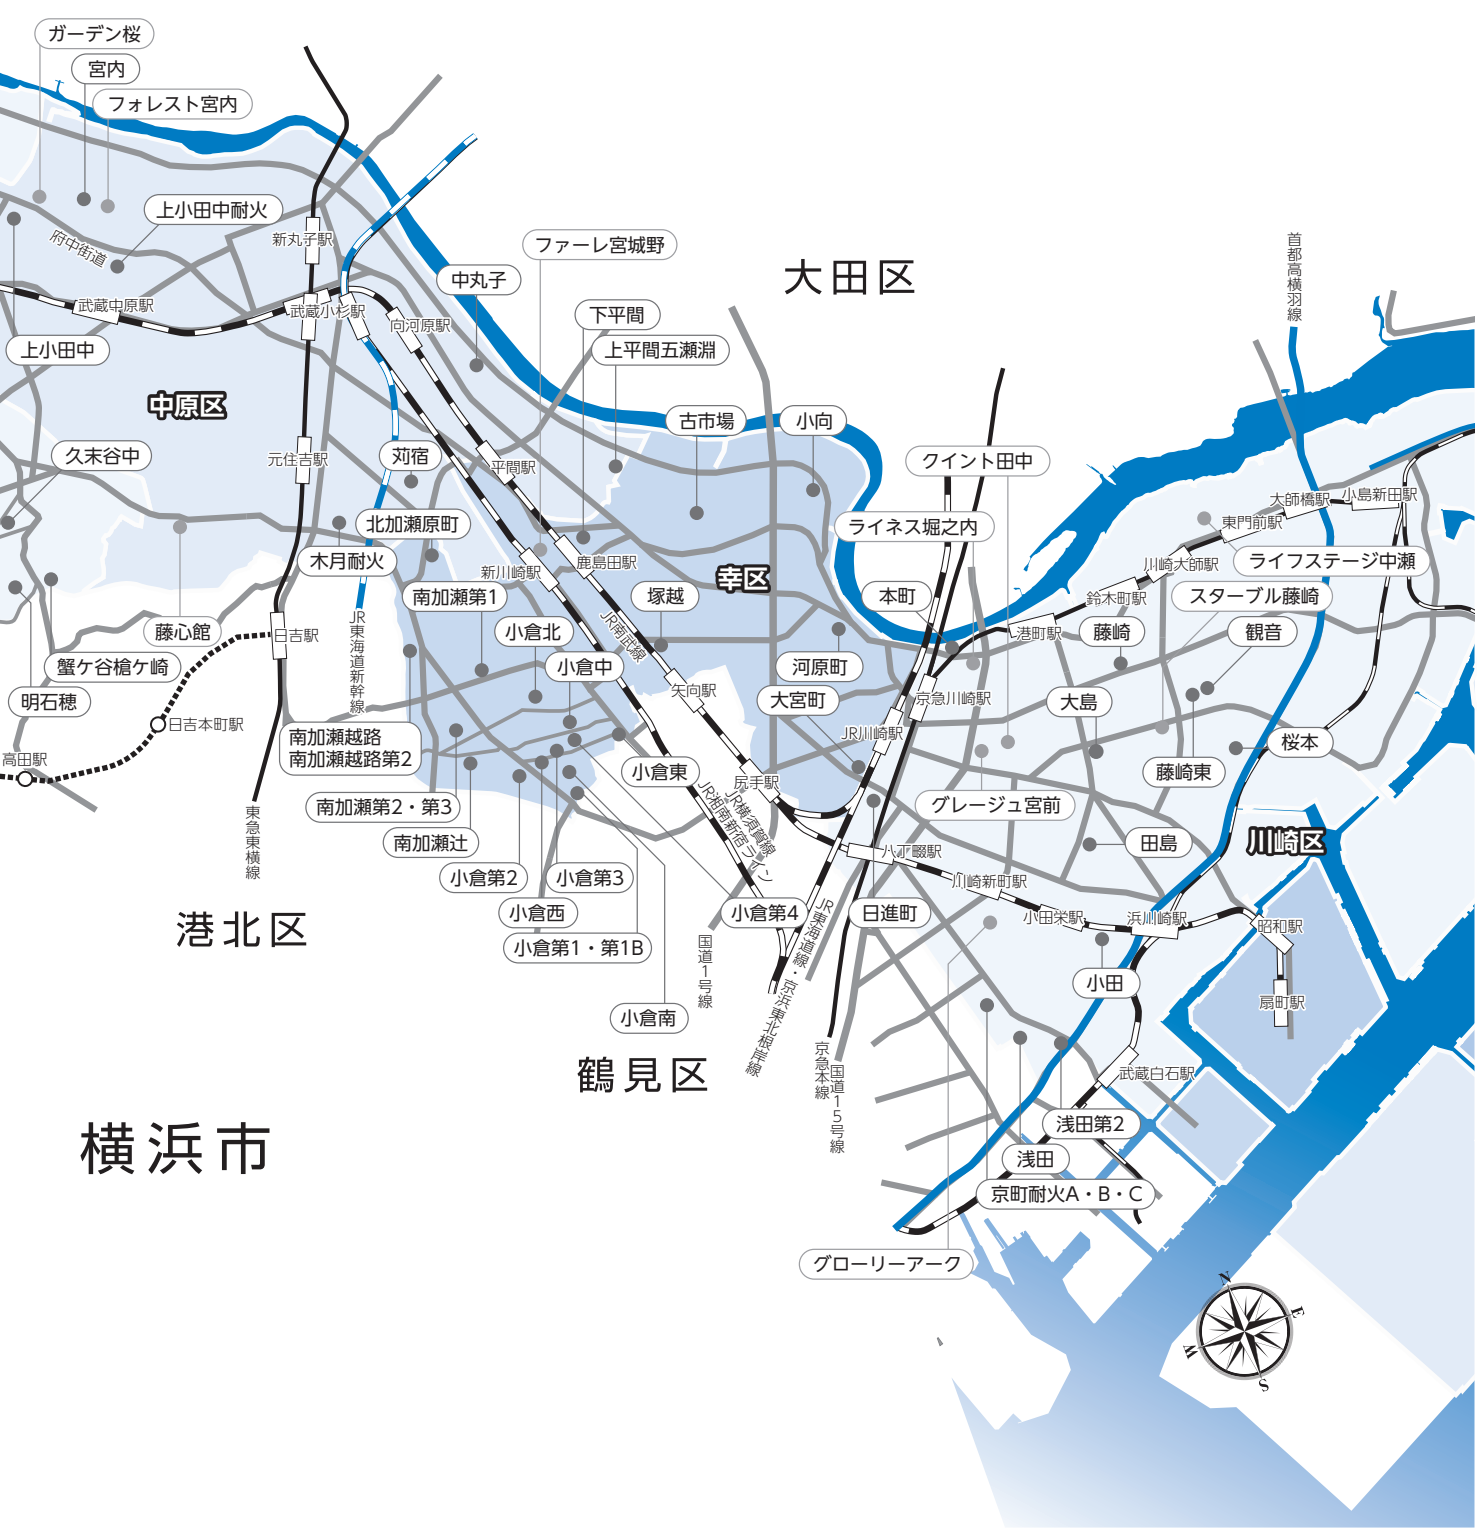 ガーデン桜
宮内
フォレスト宮内
上小田中耐火
府中街道
新丸子駅
武蔵中原駅
武蔵小杉駅
向河原駅
上小田中
中原区
中丸子
ファーレ宮城野
下平間
上平間五瀬淵
大田区
首都高横羽線
古市場
小向
久末谷中
元住吉駅
苅宿
平間駅
クイント田中
ライネス堀之内
大師橋駅
小島新田駅
東門前駅
川崎大師駅
鈴木町駅
港町駅
ライフステージ中瀬
スターブル藤崎
北加瀬原町
木月耐火
新川崎駅
鹿島田駅
幸区
南加瀬第1
塚越
本町
藤崎
観音
JR東海道新幹線
JR南武線
小倉北
小倉中
藤心館
日吉駅
蟹ケ谷槍ケ崎
明石穂
日吉本町駅
高田駅
矢向駅
河原町
大宮町
京急川崎駅
JR川崎駅
大島
桜本
藤崎東
南加瀬越路
南加瀬越路第2
小倉東
尻手駅
JR横須賀線
JR湘南新宿ライン
南加瀬第2・第3
南加瀬辻
東急東横線
小倉第2
小倉第3
小倉西
小倉第1・第1B
小倉第4
小倉南
グレージュ宮前
田島
川崎区
八丁畷駅
川崎新町駅
小田栄駅
浜川崎駅
昭和駅
扇町駅
日進町
小田
港北区
国道1号線
JR東海道線・京浜東北根岸線
京急本線
国道15号線
鶴見区
横浜市
武蔵白石駅
浅田第2
浅田
京町耐火A・B・C
グローリーアーク
N
E
W
S